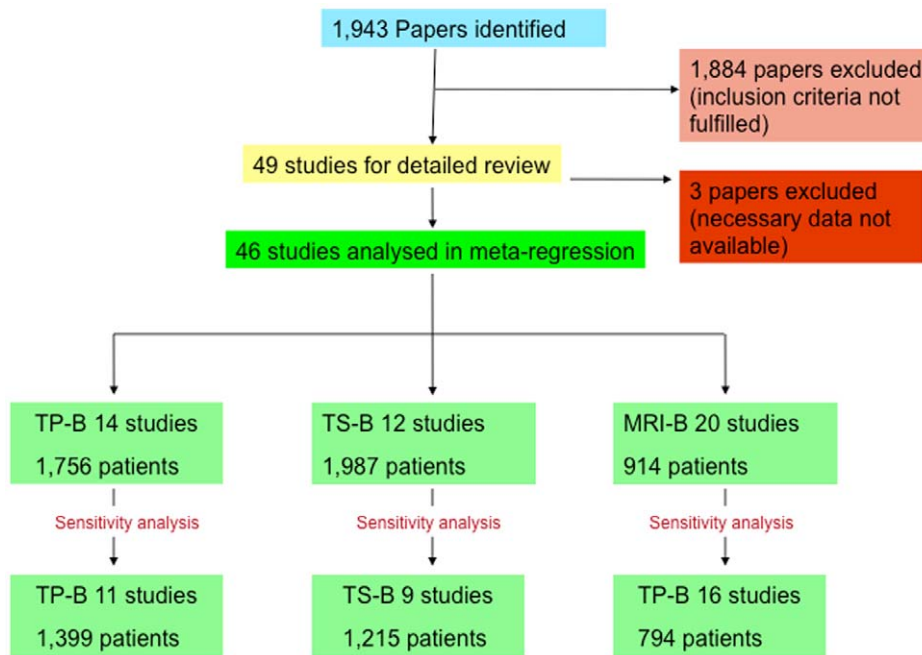 1,943 Papers identified
1,884 papers excluded
(inclusion criteria not
fulfilled)
49 studies for detailed review
3 papers excluded
(necessary data not
available)
46 studies analysed in meta-regression
TP-B 14 studies
1,756 patients
TS-B 12 studies
1,987 patients
MRI-B 20 studies
914 patients
Sensitivity analysis
Sensitivity analysis
Sensitivity analysis
TP-B 11 studies
1,399 patients
TS-B 9 studies
1,215 patients
TP-B 16 studies
794 patients